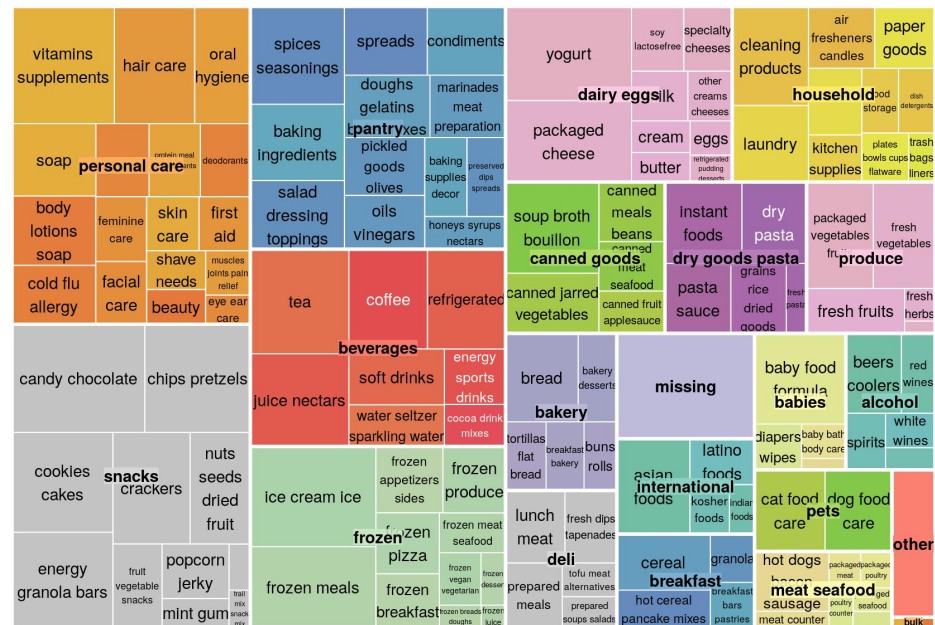 vitamins
supplements
hair care
oral
hygiene
soap
protein meal
deodorants
personal care
body
lotions
soap
feminine
care
skin
care
first
aid
cold flu
allergy
facial
care
shave
needs
muscles
joints pain
relief
beauty
eye ear
care
spices
seasonings
spreads
condiments
doughs
gelatins
marinades
meat
preparation
pantry
baking
ingredients
pickled
goods
olives
baking
supplies
decor
preserved
dips
spreads
salad
dressing
toppings
oils
vinegars
honeys syrups
nectars
yogurt
soy
lactosefree
specialty
cheeses
other
creams
cheeses
dairy eggs
packaged
cheese
cream
eggs
butter
refrigerated
pudding
desserts
cleaning
products
air
fresheners
candles
paper
goods
household
storage
dish
detergents
laundry
kitchen
supplies
plates
bowls cups
flatware
trash
bags
liners
soup broth
bouillon
canned
meals
beans
canned goods
canned
meat
seafood
canned jarred
vegetables
canned fruit
applesauce
instant
foods
dry
pasta
dry goods pasta
pasta
sauce
grains
rice
dried
goods
fresh
pasta
packaged
vegetables
fresh
vegetables
produce
fresh fruits
fresh
herbs
tea
coffee
refrigerated
beverages
juice nectars
soft drinks
energy
sports
drinks
water seltzer
sparkling water
cocoa drink
mixes
candy chocolate
chips pretzels
cookies
cakes
snacks
crackers
nuts
seeds
dried
fruit
energy
granola bars
fruit
vegetable
snacks
popcorn
jerky
mint gum
trail
mix
snack
mix
ice cream ice
frozen
appetizers
sides
frozen
produce
frozen
pizza
frozen meat
seafood
frozen meals
frozen
breakfast
frozen
vegan
vegetarian
frozen
frozen breads
doughs
frozen
juice
bread
bakery
desserts
bakery
tortillas
flat
bread
breakfast
bakery
buns
rolls
missing
baby food
formula
babies
diapers
wipes
baby bath
body care
beers
coolers
red
wines
alcohol
spirits
white
wines
asian
foods
latino
foods
international
kosher
foods
indian
foods
lunch
meat
fresh dips
tapenades
deli
prepared
meals
tofu meat
alternatives
prepared
soups salads
cereal
granola
breakfast
hot cereal
pancake mixes
breakfast
bars
pastries
cat food
care
dog food
care
pets
hot dogs
sausage
packaged
meat
packaged
poultry
meat seafood
meat counter
poultry
counter
seafood
other
bulk